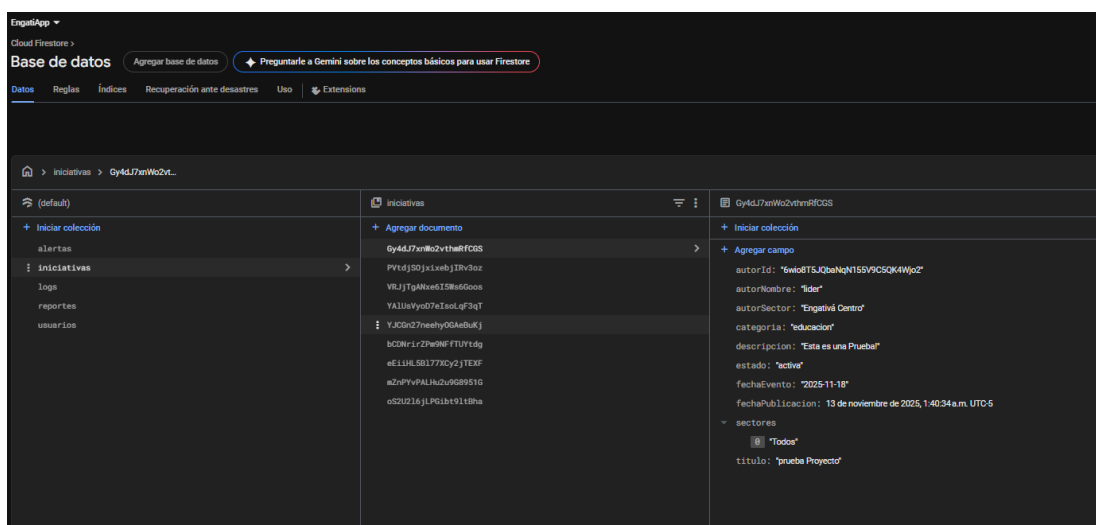 EngatiApp
Cloud Firestore >
Base de datos
Agregar base de datos
Preguntarle a Gemini sobre los conceptos básicos para usar Firestore
Datos Reglas Índices Recuperación ante desastres Uso Extensions
> iniciativas > Gy4dJ7xnWo2vt...
(default)
+ Iniciar colección
alertas
iniciativas
logs
reportes
usuarios
iniciativas
+ Agregar documento
Gy4dJ7xnWo2vthmRfCGS
PVtdjSOjxixebjIRv3oz
VRJjTgANxe6I5Ws6Goos
YAlUsVyoD7eIsoLqF3qT
YJCGn27neehyOGAeBuKj
bCDNrirZPm9NFfTUYtdg
eEiiHL5Bl77XCy2jTEXF
mZnPYvPALHu2u9G8951G
oS2U2l6jLPGibt9ltBha
Gy4dJ7xnWo2vthmRfCGS
+ Iniciar colección
+ Agregar campo
autorId: "6wio8T5JQbaNqN155V9C5QK4Wjo2"
autorNombre: "lider"
autorSector: "Engativá Centro"
categoria: "educacion"
descripcion: "Esta es una Prueba!"
estado: "activa"
fechaEvento: "2025-11-18"
fechaPublicacion: 13 de noviembre de 2025, 1:40:34 a.m. UTC-5
sectores
0 "Todos"
titulo: "prueba Proyecto"